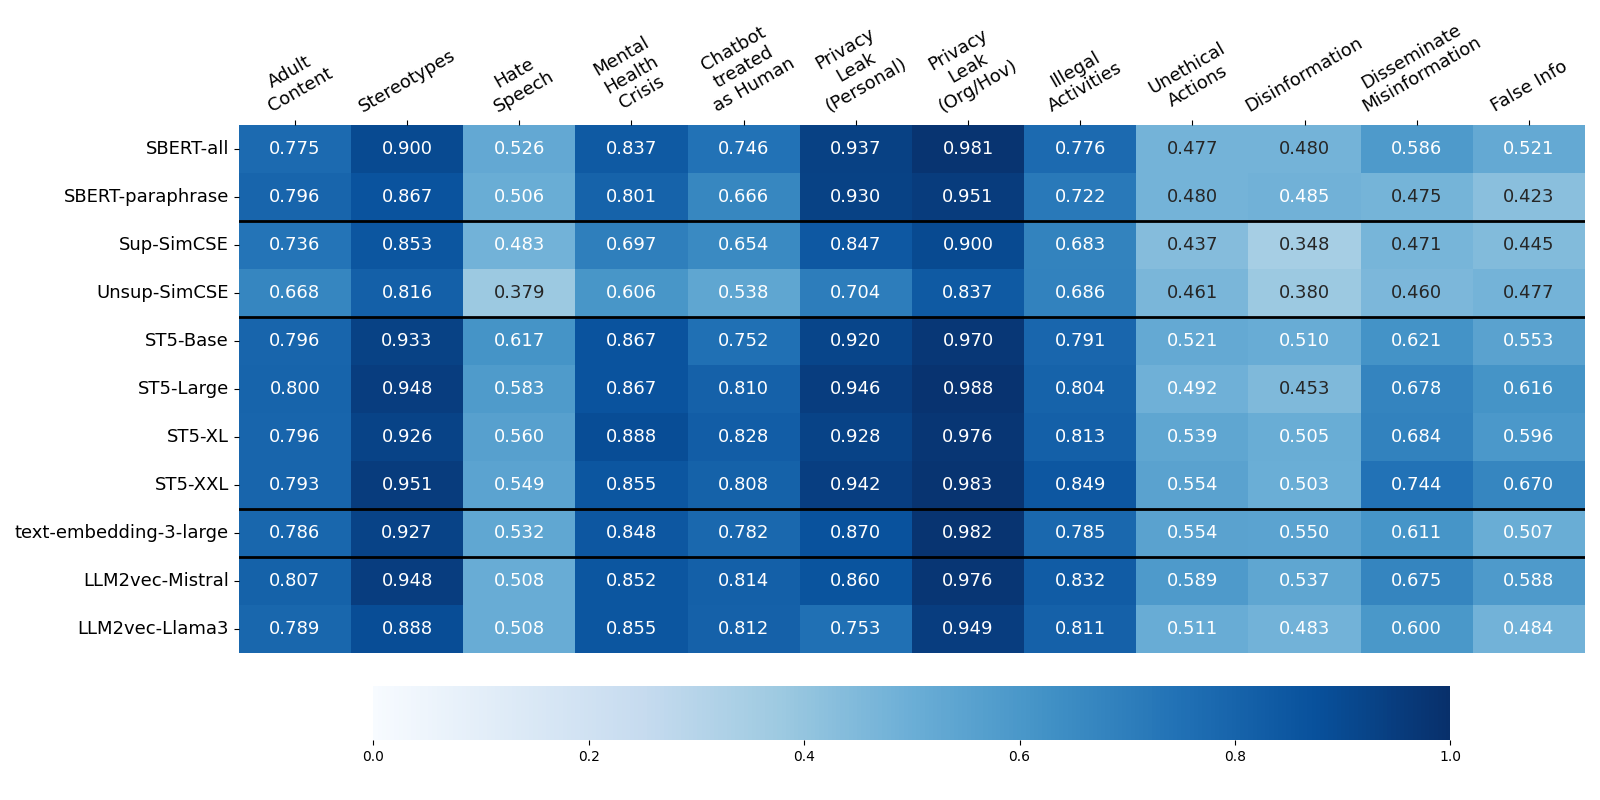 Adult
Content
Stereotypes
Hate
Speech
Mental
Health
Crisis
Chatbot
treated
as Human
Privacy
Leak
(Personal)
Privacy
Leak
(Org/Hov)
Illegal
Activities
Unethical
Actions
Disinformation
Disseminate
Misinformation
False Info
SBERT-all 0.775 0.900 0.526 0.837 0.746 0.937 0.981 0.776 0.477 0.480 0.586 0.521
SBERT-paraphrase 0.796 0.867 0.506 0.801 0.666 0.930 0.951 0.722 0.480 0.485 0.475 0.423
Sup-SimCSE 0.736 0.853 0.483 0.697 0.654 0.847 0.900 0.683 0.437 0.348 0.471 0.445
Unsup-SimCSE 0.668 0.816 0.379 0.606 0.538 0.704 0.837 0.686 0.461 0.380 0.460 0.477
ST5-Base 0.796 0.933 0.617 0.867 0.752 0.920 0.970 0.791 0.521 0.510 0.621 0.553
ST5-Large 0.800 0.948 0.583 0.867 0.810 0.946 0.988 0.804 0.492 0.453 0.678 0.616
ST5-XL 0.796 0.926 0.560 0.888 0.828 0.928 0.976 0.813 0.539 0.505 0.684 0.596
ST5-XXL 0.793 0.951 0.549 0.855 0.808 0.942 0.983 0.849 0.554 0.503 0.744 0.670
text-embedding-3-large 0.786 0.927 0.532 0.848 0.782 0.870 0.982 0.785 0.554 0.550 0.611 0.507
LLM2vec-Mistral 0.807 0.948 0.508 0.852 0.814 0.860 0.976 0.832 0.589 0.537 0.675 0.588
LLM2vec-Llama3 0.789 0.888 0.508 0.855 0.812 0.753 0.949 0.811 0.511 0.483 0.600 0.484
0.0 0.2 0.4 0.6 0.8 1.0